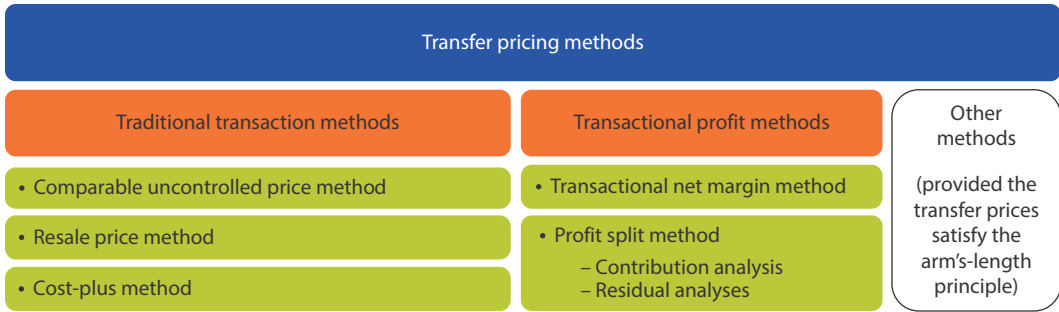 Transfer pricing methods
Traditional transaction methods
• Comparable uncontrolled price method
• Resale price method
• Cost-plus method
Transactional profit methods
• Transactional net margin method
• Profit split method
– Contribution analysis
– Residual analyses
Other
methods
(provided the
transfer prices
satisfy the
arm’s-length
principle)